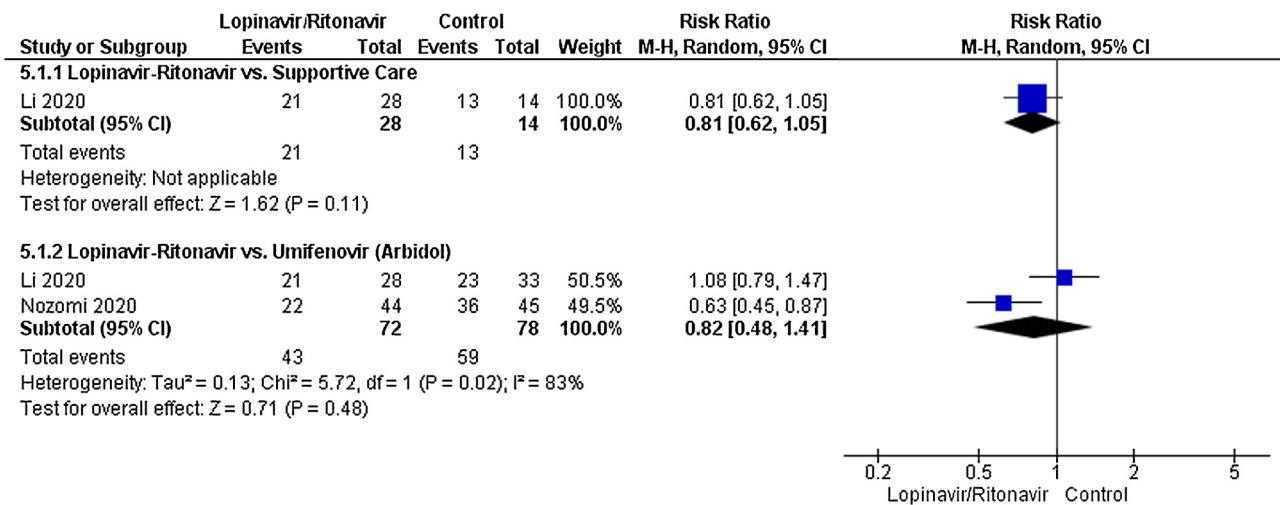 Lopinavir/Ritonavir Control Risk Ratio Risk Ratio
Study or Subgroup Events Total Events Total Weight M-H, Random, 95% CI M-H, Random, 95% CI
5.1.1 Lopinavir-Ritonavir vs. Supportive Care
Li 2020 21 28 13 14 100.0% 0.81 [0.62, 1.05]
Subtotal (95% CI) 28 14 100.0% 0.81 [0.62, 1.05]
Total events 21 13
Heterogeneity: Not applicable
Test for overall effect: Z = 1.62 (P = 0.11)
5.1.2 Lopinavir-Ritonavir vs. Umifenovir (Arbidol)
Li 2020 21 28 23 33 50.5% 1.08 [0.79, 1.47]
Nozomi 2020 22 44 36 45 49.5% 0.63 [0.45, 0.87]
Subtotal (95% CI) 72 78 100.0% 0.82 [0.48, 1.41]
Total events 43 59
Heterogeneity: Tau² = 0.13; Chi² = 5.72, df = 1 (P = 0.02); I² = 83%
Test for overall effect: Z = 0.71 (P = 0.48)
0.2 0.5 1 2 5
Lopinavir/Ritonavir Control